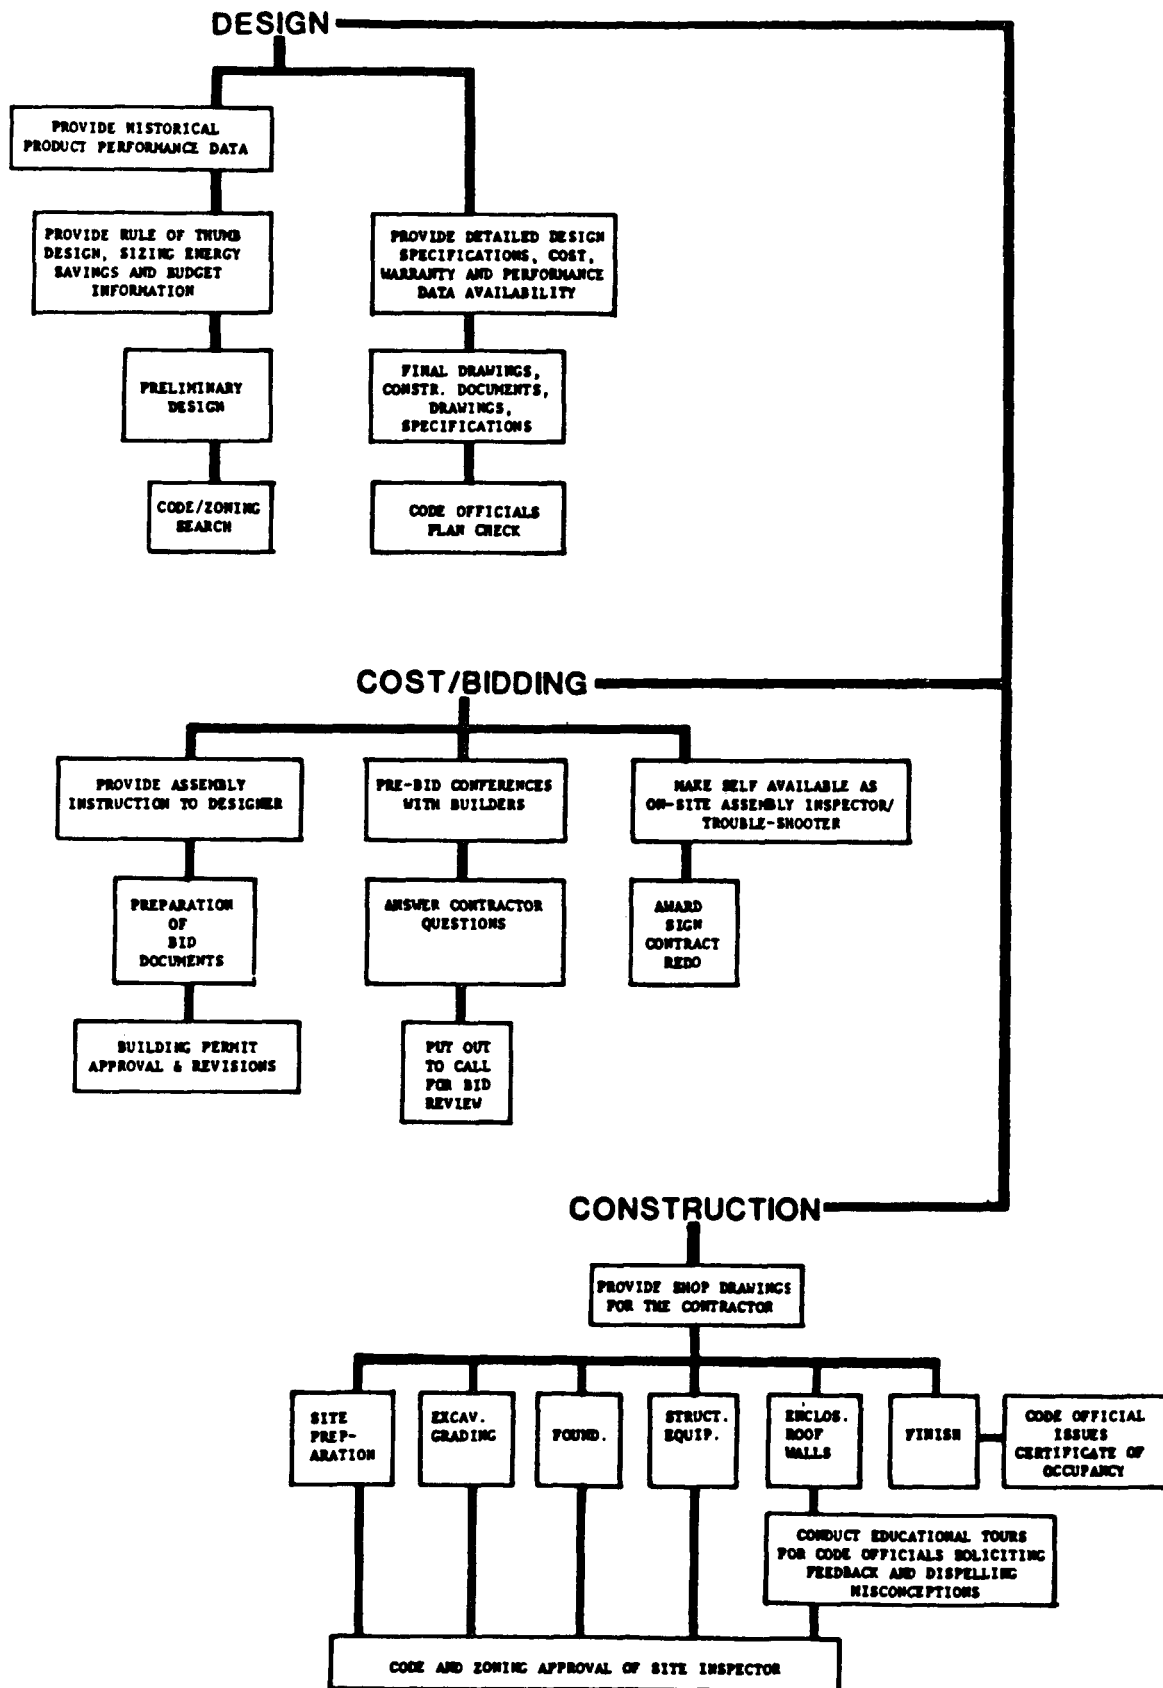 DESIGN
PROVIDE HISTORICAL
PRODUCT PERFORMANCE DATA
PROVIDE RULE OF THUMB
DESIGN, SIZING ENERGY
SAVINGS AND BUDGET
INFORMATION
PRELIMINARY
DESIGN
CODE/ZONING
SEARCH
PROVIDE DETAILED DESIGN
SPECIFICATIONS, COST,
WARRANTY AND PERFORMANCE
DATA AVAILABILITY
FINAL DRAWINGS,
CONSTR. DOCUMENTS,
DRAWINGS,
SPECIFICATIONS
CODE OFFICIALS
PLAN CHECK
COST/BIDDING
PROVIDE ASSEMBLY
INSTRUCTION TO DESIGNER
PREPARATION
OF
BID
DOCUMENTS
BUILDING PERMIT
APPROVAL & REVISIONS
PRE-BID CONFERENCES
WITH BUILDERS
ANSWER CONTRACTOR
QUESTIONS
PUT OUT
TO CALL
FOR BID
REVIEW
MAKE SELF AVAILABLE AS
ON-SITE ASSEMBLY INSPECTOR/
TROUBLE-SHOOTER
AWARD
SIGN
CONTRACT
REDO
CONSTRUCTION
PROVIDE SHOP DRAWINGS
FOR THE CONTRACTOR
SITE
PREP-
ARATION
EXCAV.
GRADING
FOUND.
STRUCT.
EQUIP.
ENCLOS.
ROOF
WALLS
FINISH
CODE OFFICIAL
ISSUES
CERTIFICATE OF
OCCUPANCY
CONDUCT EDUCATIONAL TOURS
FOR CODE OFFICIALS SOLICITING
FEEDBACK AND DISPELLING
MISCONCEPTIONS
CODE AND ZONING APPROVAL OF SITE INSPECTOR